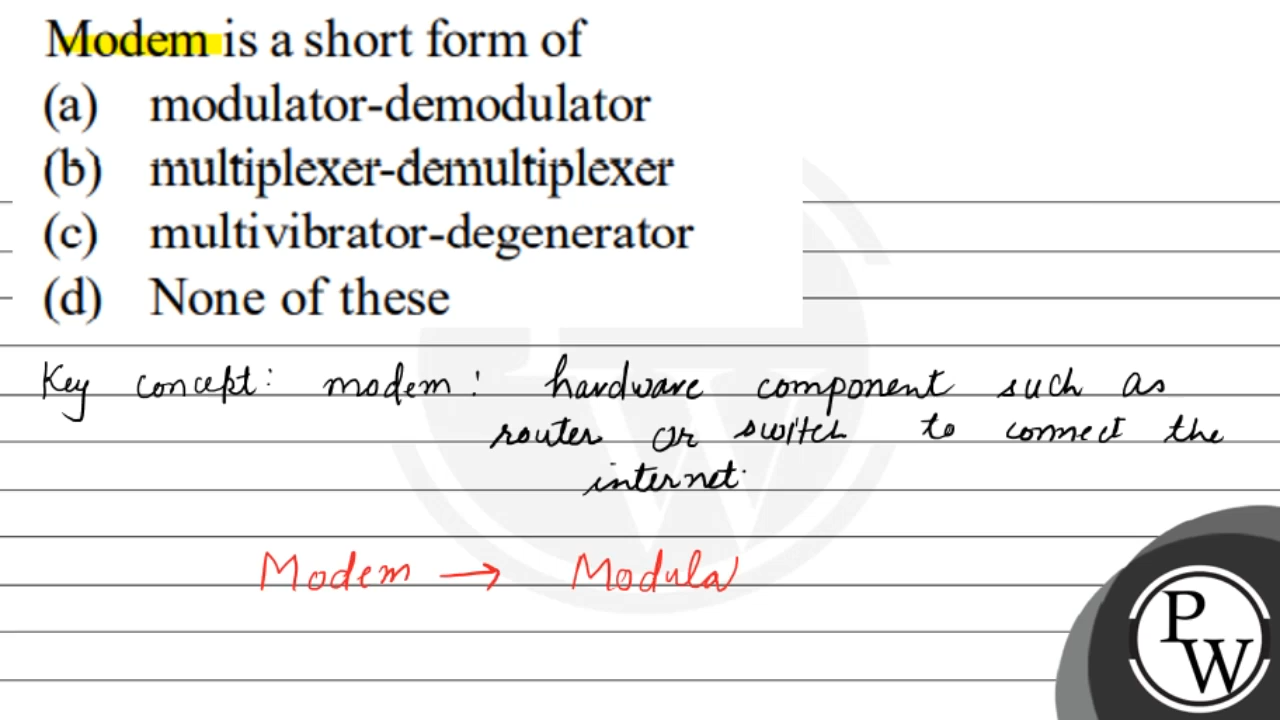 Modem is a short form of
(a) modulator-demodulator
(b) multiplexer-demultiplexer
(c) multivibrator-degenerator
(d) None of these
Key concept: modem: hardware component such as
router or switch to connect the
internet.
Modem → Modula
PW